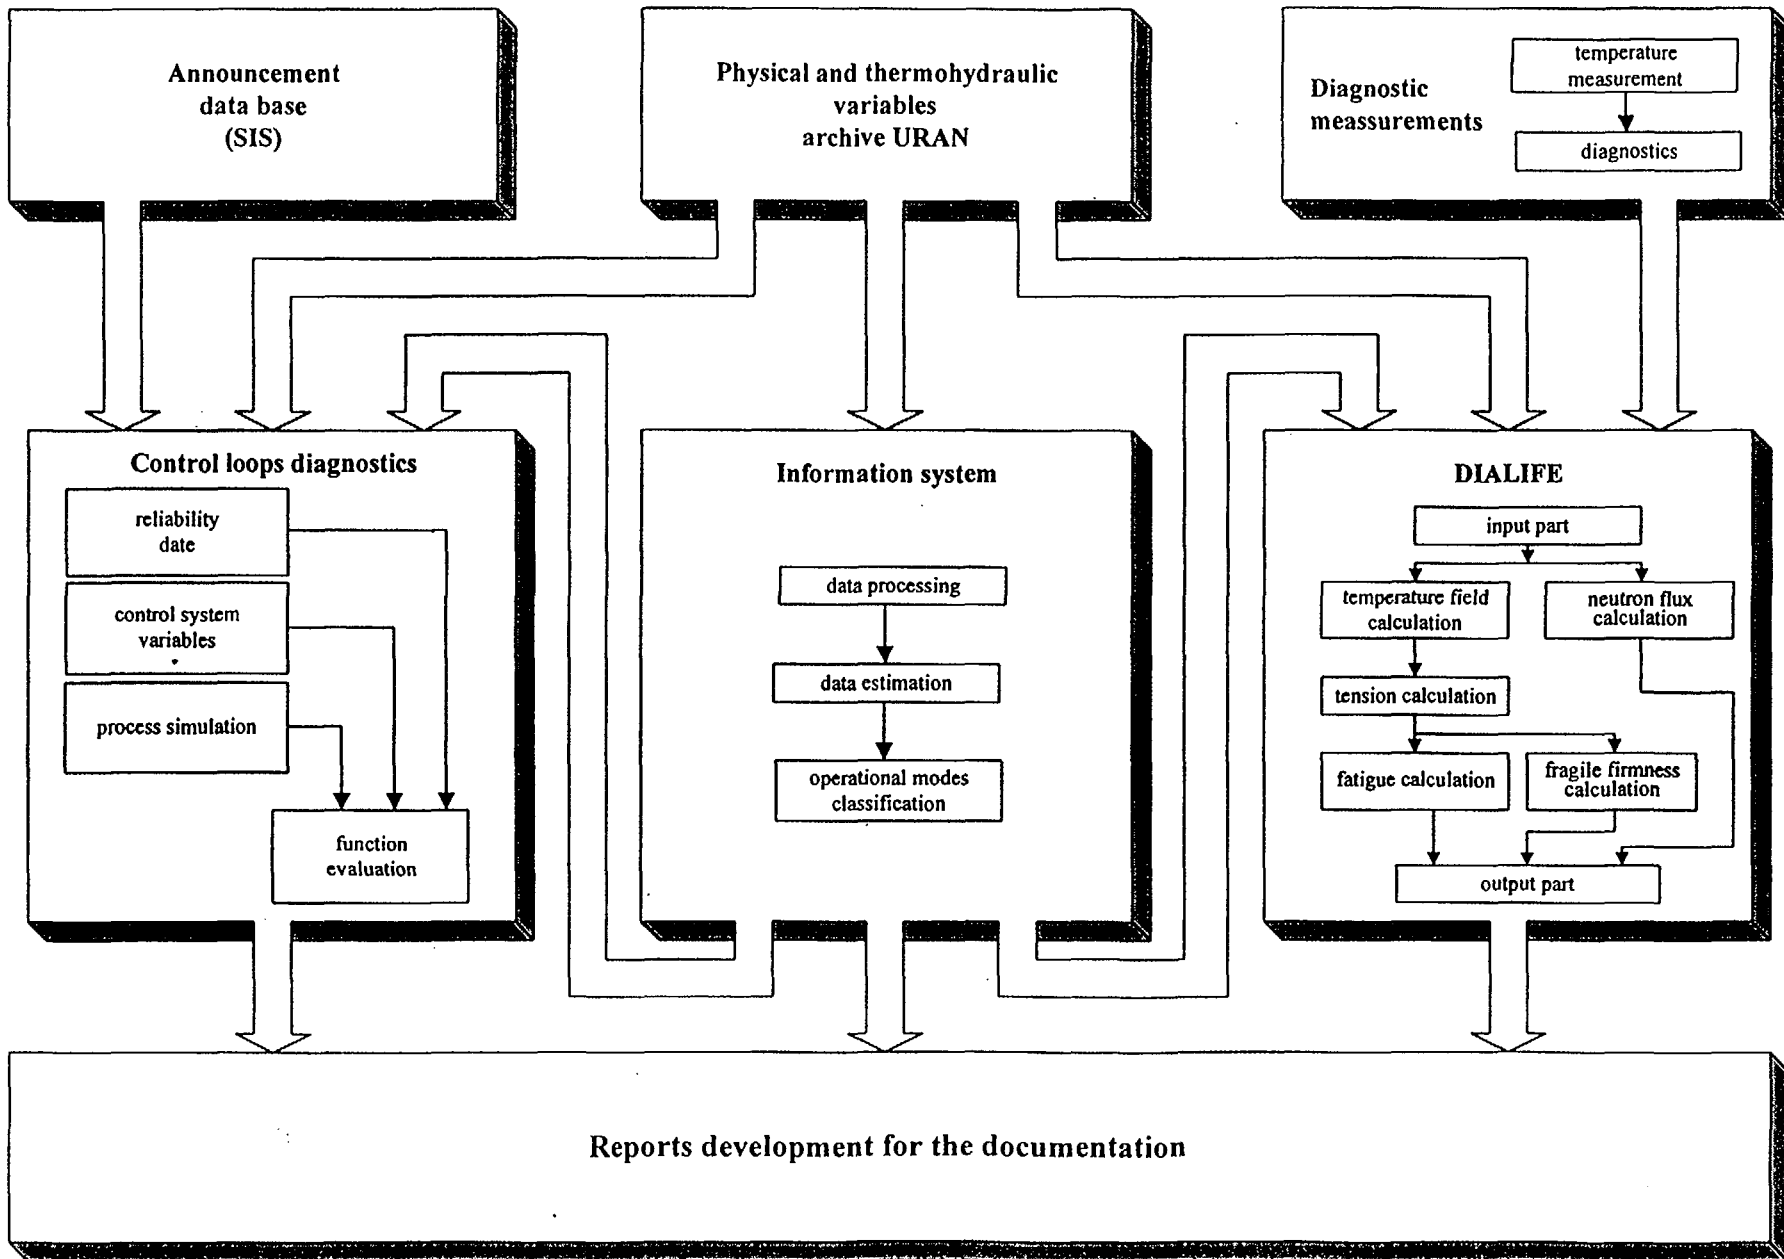 Announcement
data base
(SIS)
Physical and thermohydraulic
variables
archive URAN
Diagnostic
meassurements
temperature
measurement
diagnostics
Control loops diagnostics
reliability
date
control system
variables
process simulation
function
evaluation
Information system
data processing
data estimation
operational modes
classification
DIALIFE
input part
temperature field
calculation
neutron flux
calculation
tension calculation
fatigue calculation
fragile firmness
calculation
output part
Reports development for the documentation